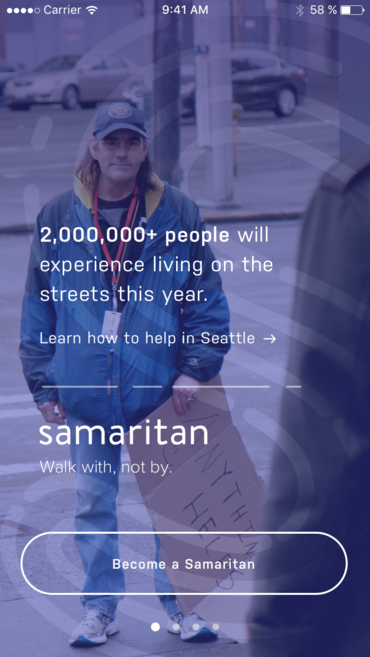 Carrier 9:41 AM 58 %
2,000,000+ people will
experience living on the
streets this year.
Learn how to help in Seattle →
samaritan
Walk with, not by.
ANYTHING
HELPS
Become a Samaritan